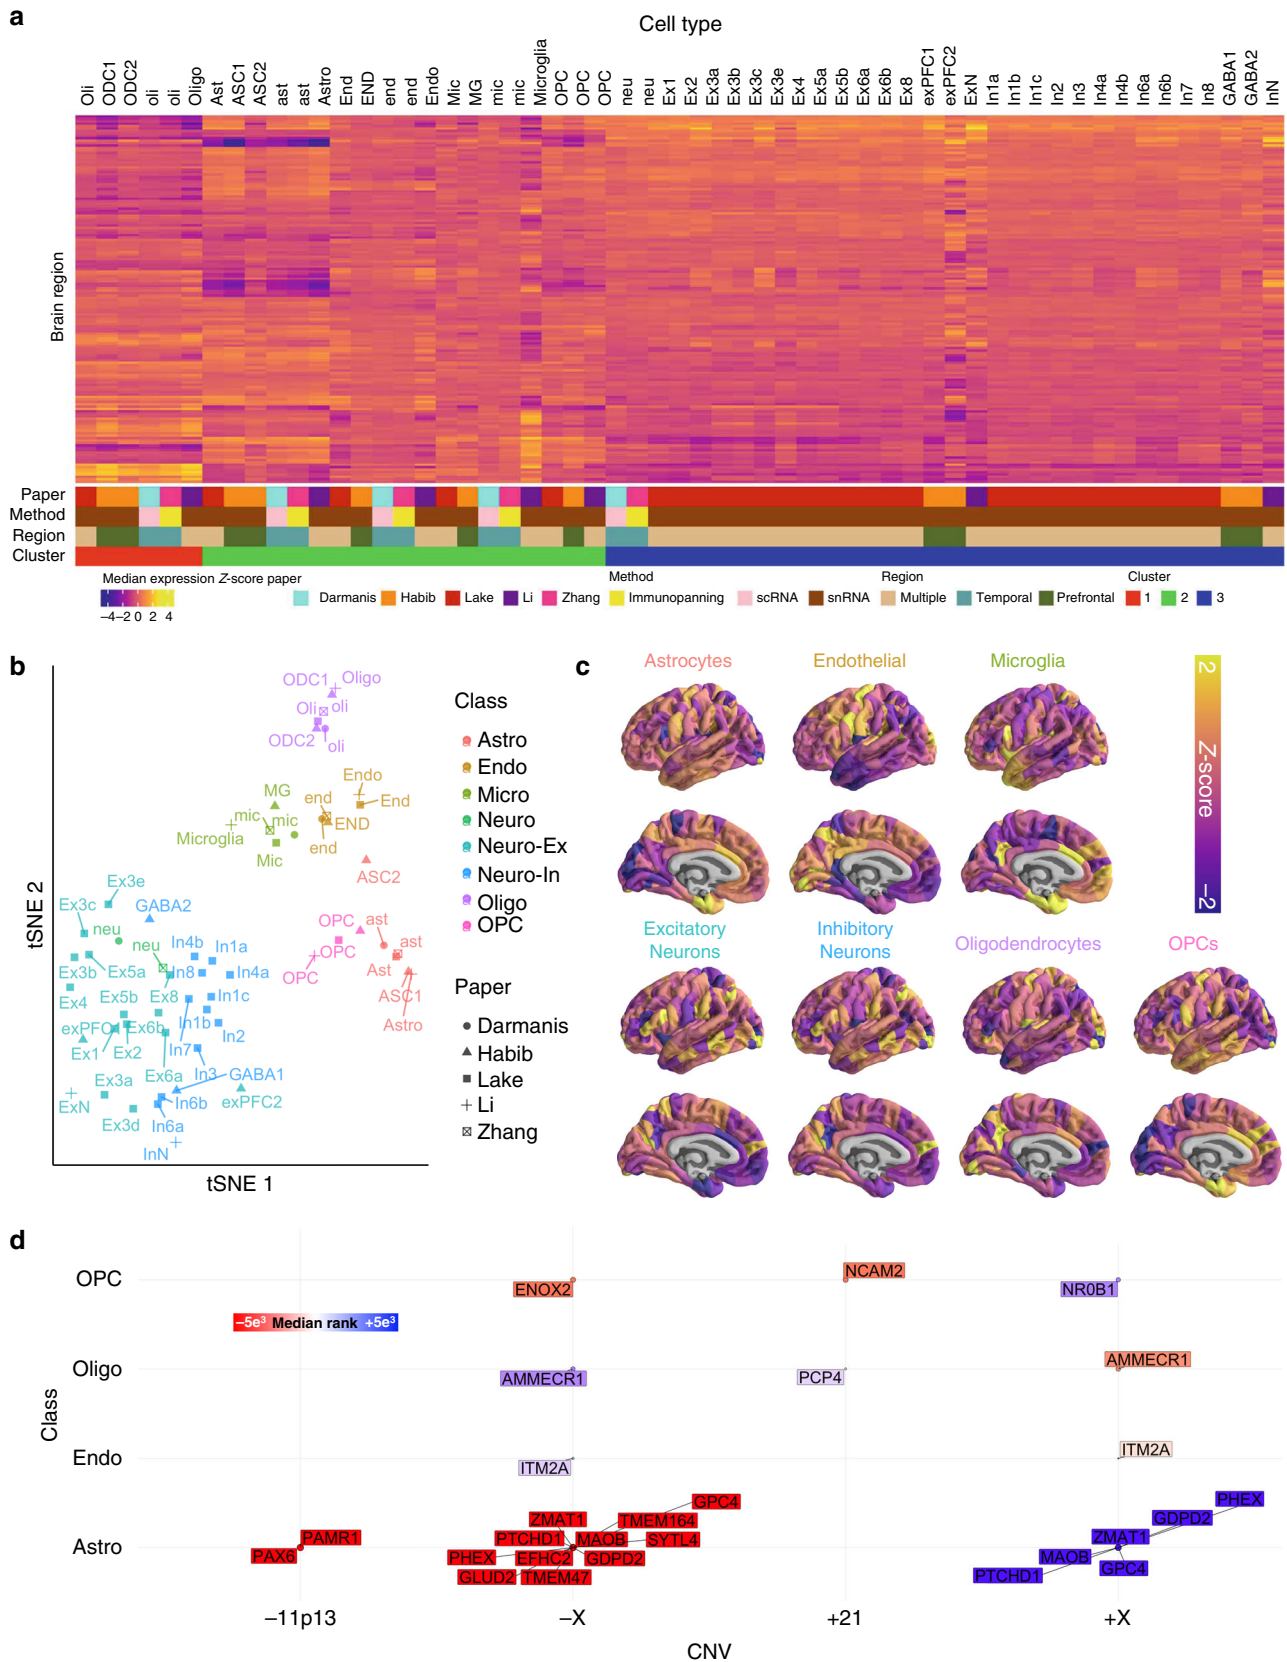 a
Cell type
Oli ODC1 ODC2 oli oli Oligo Ast ASC1 ASC2 ast ast Astro End END end end Endo Mic MG mic mic Microglia OPC OPC OPC neu neu Ex1 Ex2 Ex3a Ex3b Ex3c Ex3e Ex4 Ex5a Ex5b Ex6a Ex6b Ex8 exPFC1 exPFC2 ExN In1a In1b In1c In2 In3 In4a In4b In6a In6b In7 In8 GABA1 GABA2 InN
Brain region
Paper
Method
Region
Cluster
Median expression Z-score paper Method Region Cluster
Darmanis Habib Lake Li Zhang Immunopanning scRNA snRNA Multiple Temporal Prefrontal 1 2 3
–4 –2 0 2 4
b
tSNE 2
ODC1 Oligo
Oli oli
ODC2 oli
Endo
MG end End
mic mic END
Microglia end
Mic
ASC2
Ex3e
Ex3c GABA2
neu OPC ast
neu In4b In1a ast
OPC
Ex3b Ex5a In8 In4a OPC Ast
Ex4 Ex5b Ex8 In1c ASC1
exPFC1 Ex6b In1b Astro
Ex1 Ex2 In7 In2
Ex3a Ex6a In3 GABA1
ExN In6b exPFC2
Ex3d In6a
InN
tSNE 1
Class
Astro
Endo
Micro
Neuro
Neuro-Ex
Neuro-In
Oligo
OPC
Paper
Darmanis
Habib
Lake
Li
Zhang
c
Astrocytes Endothelial Microglia
2
Z-score
–2
Excitatory Neurons
Inhibitory Neurons
Oligodendrocytes
OPCs
d
Class
OPC
ENOX2
NCAM2
NR0B1
–5e³ Median rank +5e³
Oligo
AMMECR1
PCP4
AMMECR1
Endo
ITM2A
ITM2A
Astro
PAMR1
PAX6
GPC4
ZMAT1
TMEM164
PTCHD1
MAOB
SYTL4
PHEX
EFHC2
GDPD2
GLUD2
TMEM47
PHEX
GDPD2
ZMAT1
MAOB
GPC4
PTCHD1
–11p13 –X +21 +X
CNV